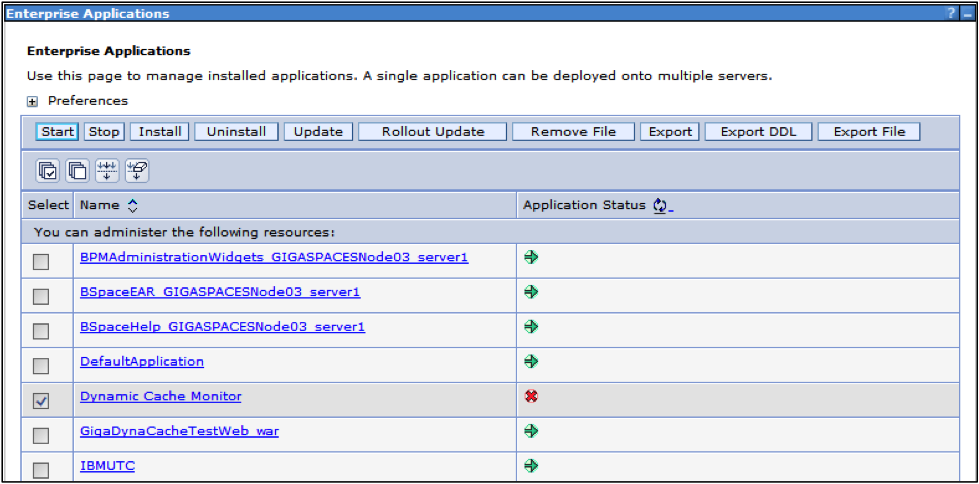 Enterprise Applications ? _
Enterprise Applications
Use this page to manage installed applications. A single application can be deployed onto multiple servers.
+ Preferences
Start Stop Install Uninstall Update Rollout Update Remove File Export Export DDL Export File
Select Name Application Status
You can administer the following resources:
BPMAdministrationWidgets_GIGASPACESNode03_server1
BSpaceEAR_GIGASPACESNode03_server1
BSpaceHelp_GIGASPACESNode03_server1
DefaultApplication
Dynamic Cache Monitor
GigaDynaCacheTestWeb_war
IBMUTC